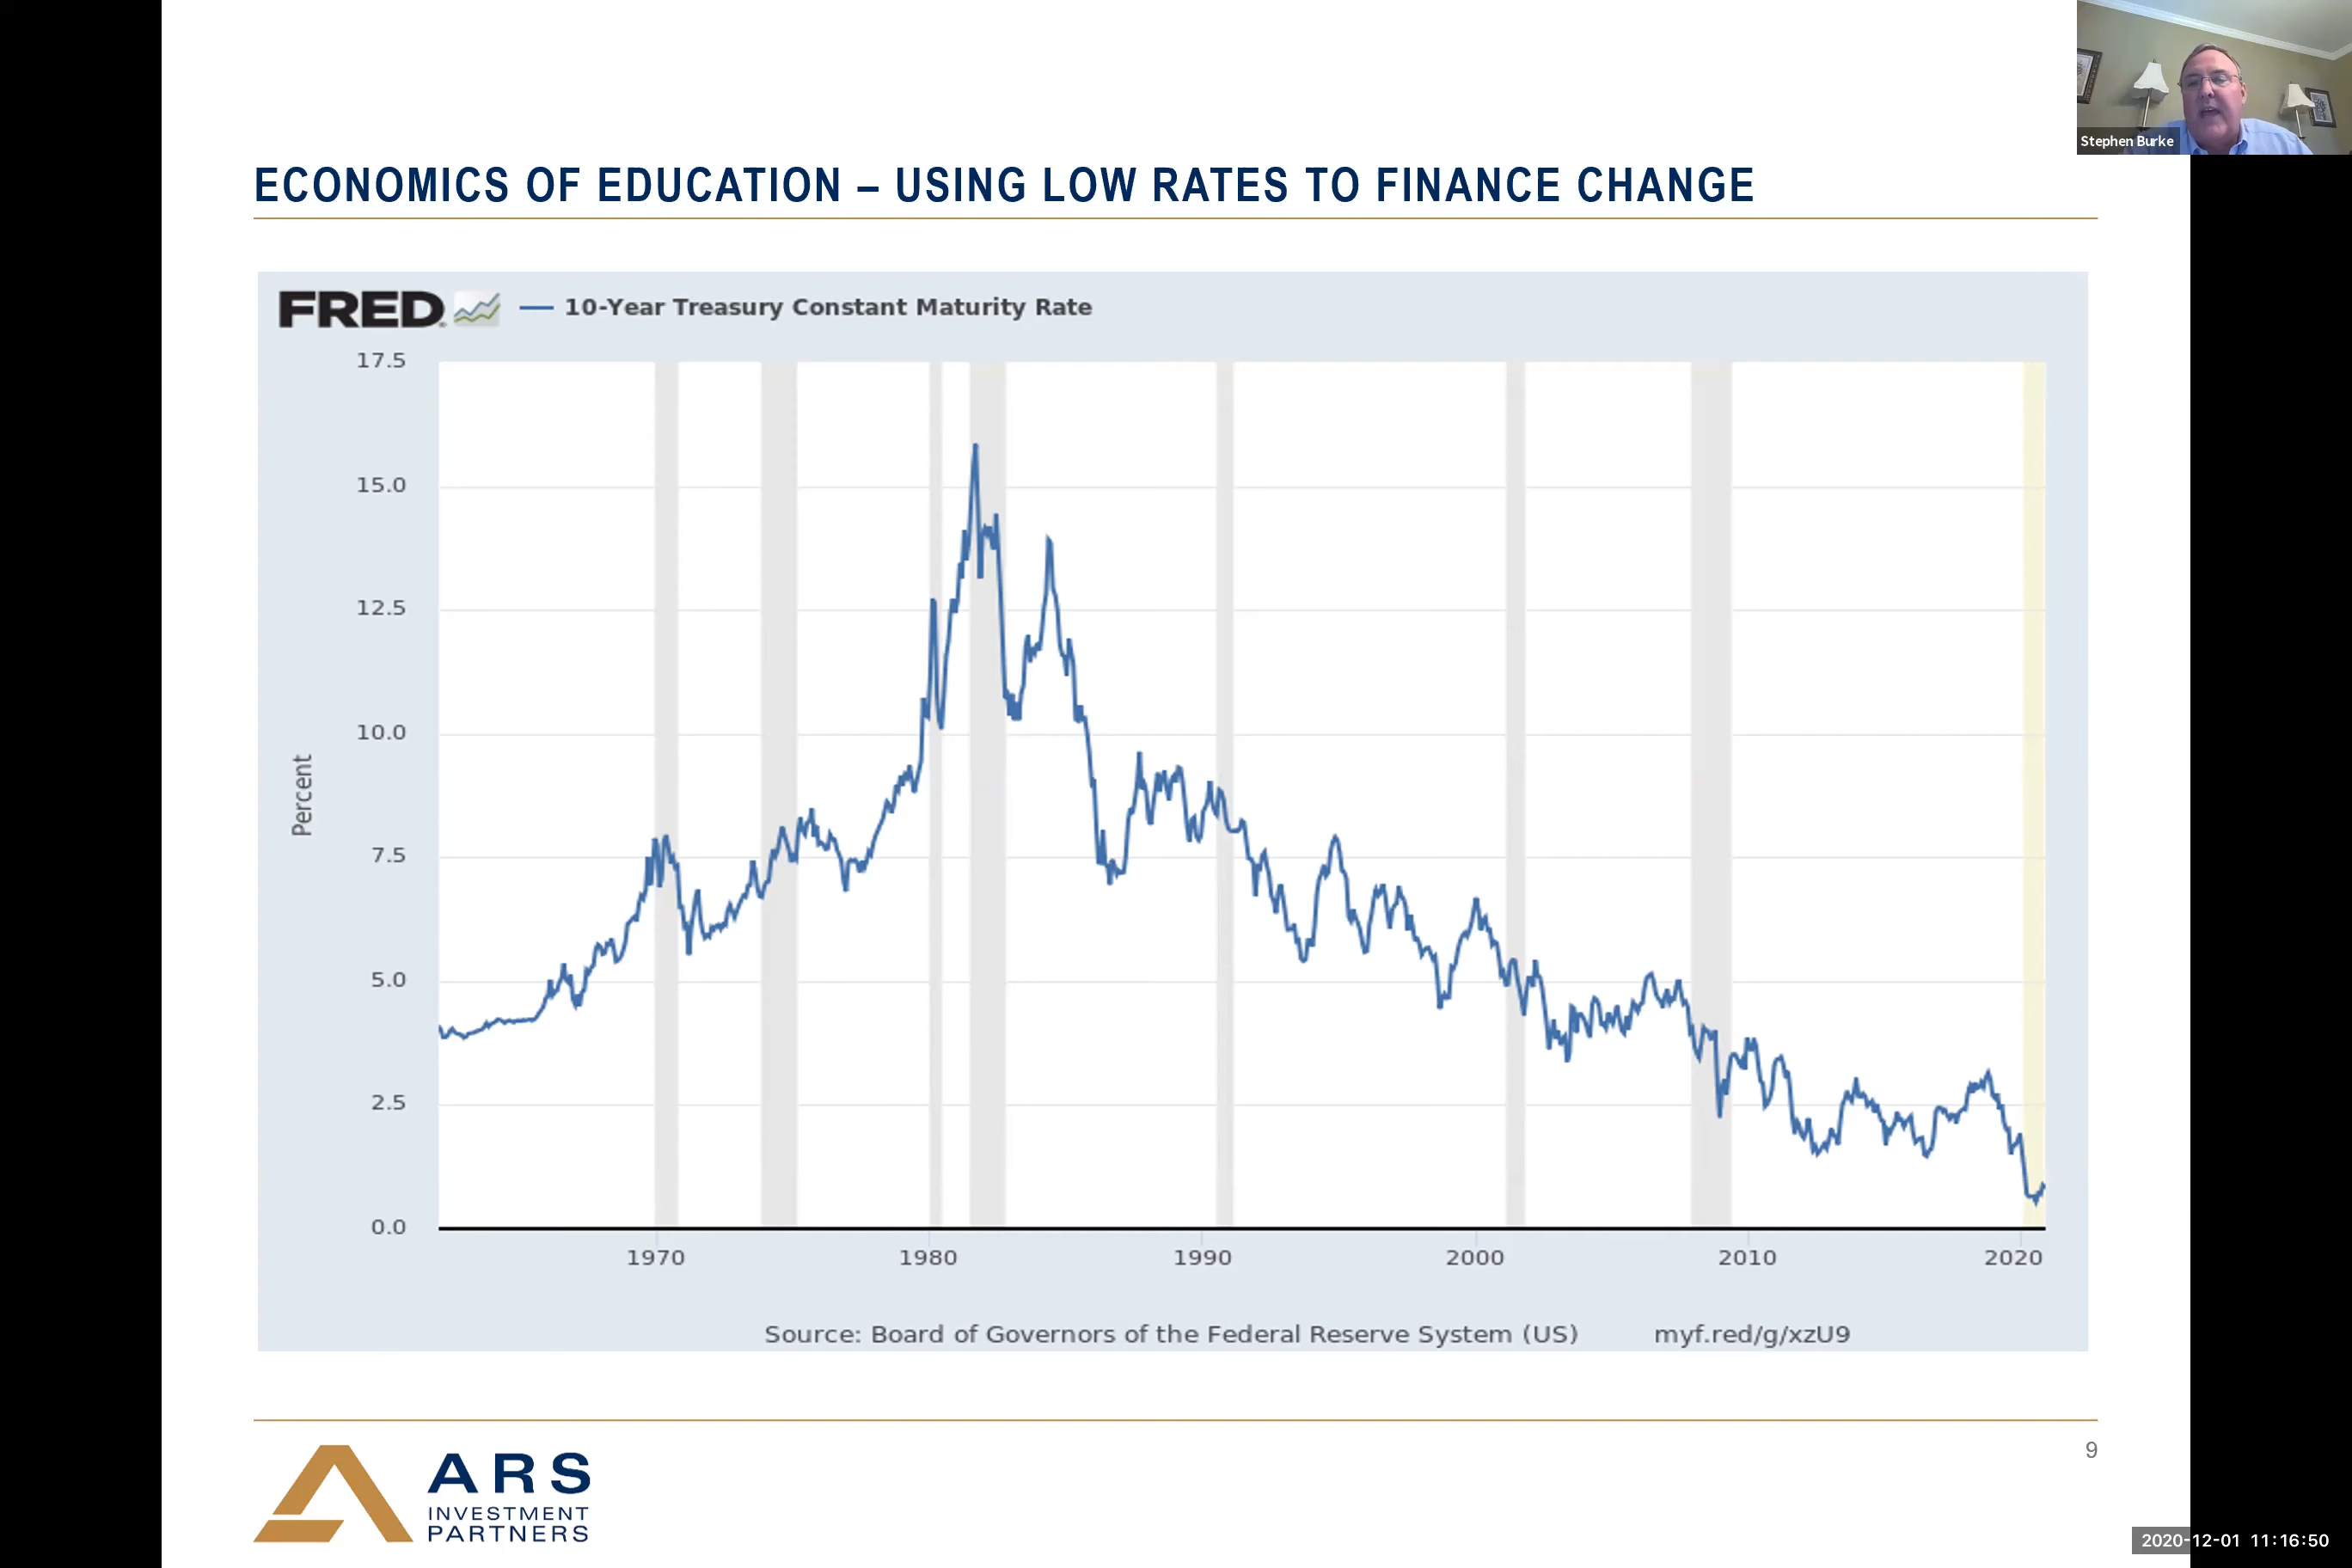 Stephen Burke
ECONOMICS OF EDUCATION – USING LOW RATES TO FINANCE CHANGE
FRED
10-Year Treasury Constant Maturity Rate
17.5
15.0
12.5
10.0
7.5
5.0
2.5
0.0
Percent
1970 1980 1990 2000 2010 2020
Source: Board of Governors of the Federal Reserve System (US) myf.red/g/xzU9
9
ARS
INVESTMENT
PARTNERS
2020-12-01 11:16:50